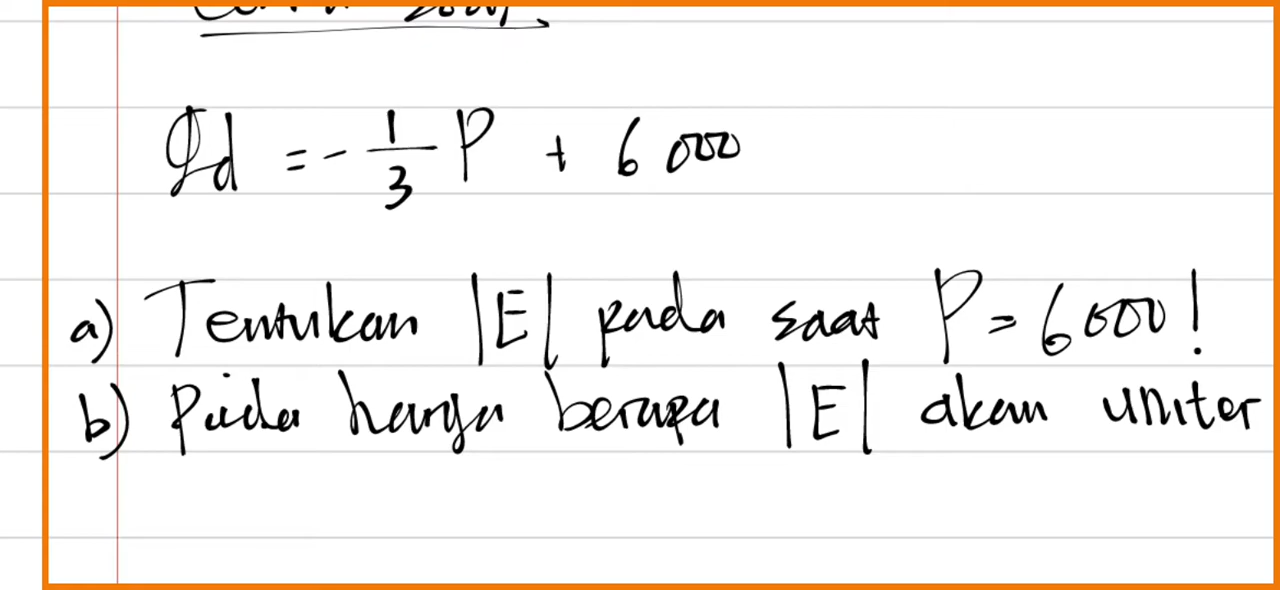 Qd = - 1/3 P + 6000
a) Tentukan |E| pada saat P = 6000!
b) Pada harga berapa |E| akan uniter